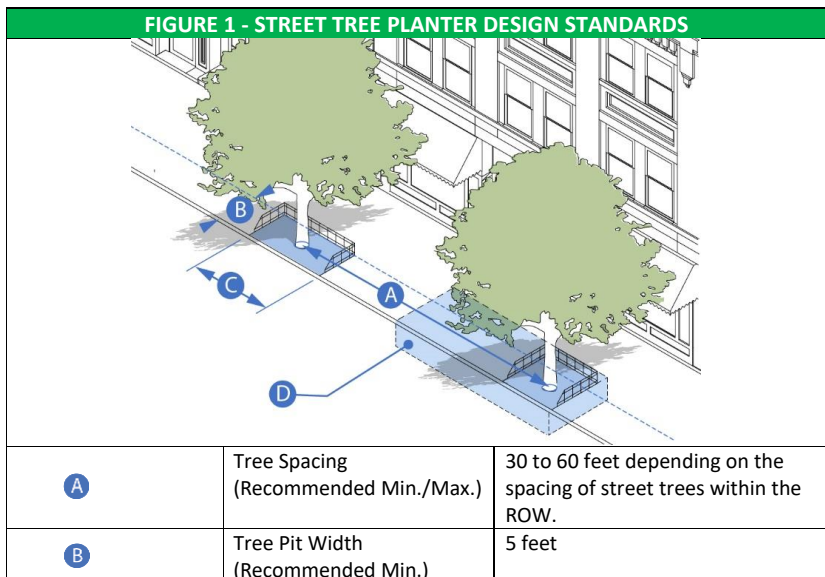 FIGURE 1 - STREET TREE PLANTER DESIGN STANDARDS
B
C
A
D
A
Tree Spacing
(Recommended Min./Max.)
30 to 60 feet depending on the
spacing of street trees within the
ROW.
B
Tree Pit Width
(Recommended Min.)
5 feet